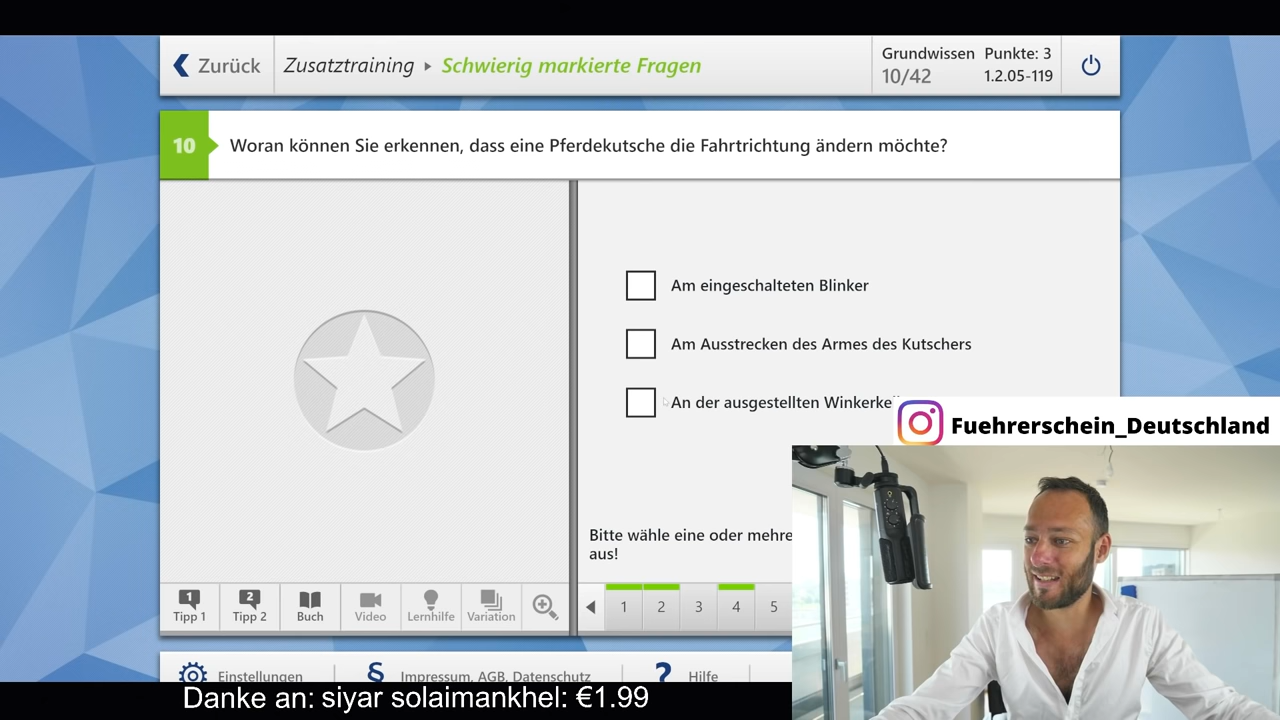 Zurück
Zusatztraining ▸ Schwierig markierte Fragen
Grundwissen Punkte: 3
10/42 1.2.05-119
10 Woran können Sie erkennen, dass eine Pferdekutsche die Fahrtrichtung ändern möchte?
Am eingeschalteten Blinker
Am Ausstrecken des Armes des Kutschers
An der ausgestellten
Fuehrerschein_Deutschland
Bitte wähle eine oder mehre
aus!
1 2
Tipp 1 Tipp 2 Buch Video Lernhilfe Variation
1 2 3 4 5
Einstellungen § Impressum, AGB, Datenschutz ? Hilfe
Danke an: siyar solaimankhel: €1.99